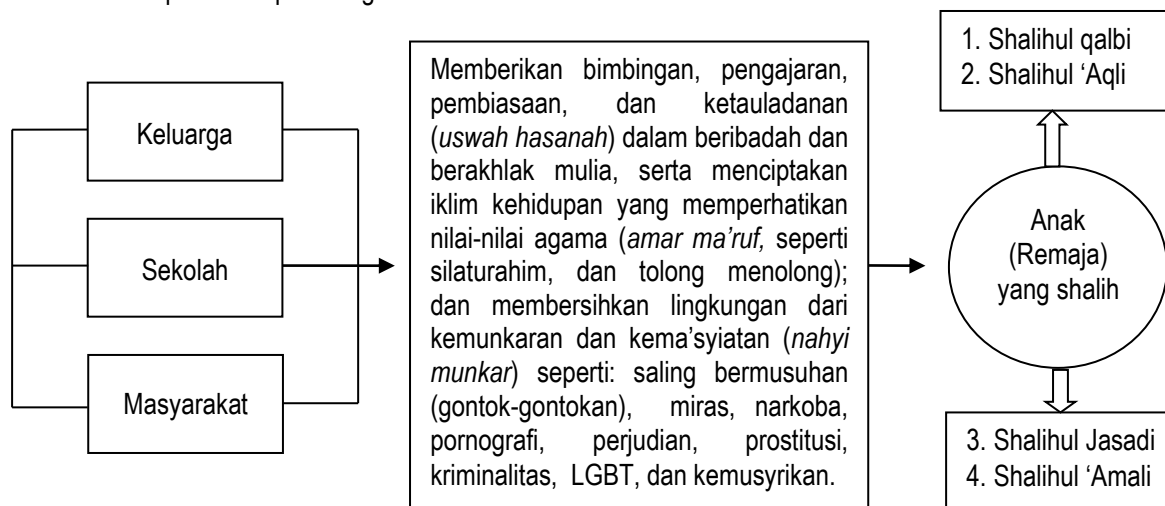 Keluarga
Sekolah
Masyarakat
Memberikan bimbingan, pengajaran,
pembiasaan, dan ketauladanan
(uswah hasanah) dalam beribadah dan
berakhlak mulia, serta menciptakan
iklim kehidupan yang memperhatikan
nilai-nilai agama (amar ma’ruf, seperti
silaturahim, dan tolong menolong);
dan membersihkan lingkungan dari
kemunkaran dan kema’syiatan (nahyi
munkar) seperti: saling bermusuhan
(gontok-gontokan), miras, narkoba,
pornografi, perjudian, prostitusi,
kriminalitas, LGBT, dan kemusyrikan.
1. Shalihul qalbi
2. Shalihul ‘Aqli
Anak
(Remaja)
yang shalih
3. Shalihul Jasadi
4. Shalihul ‘Amali